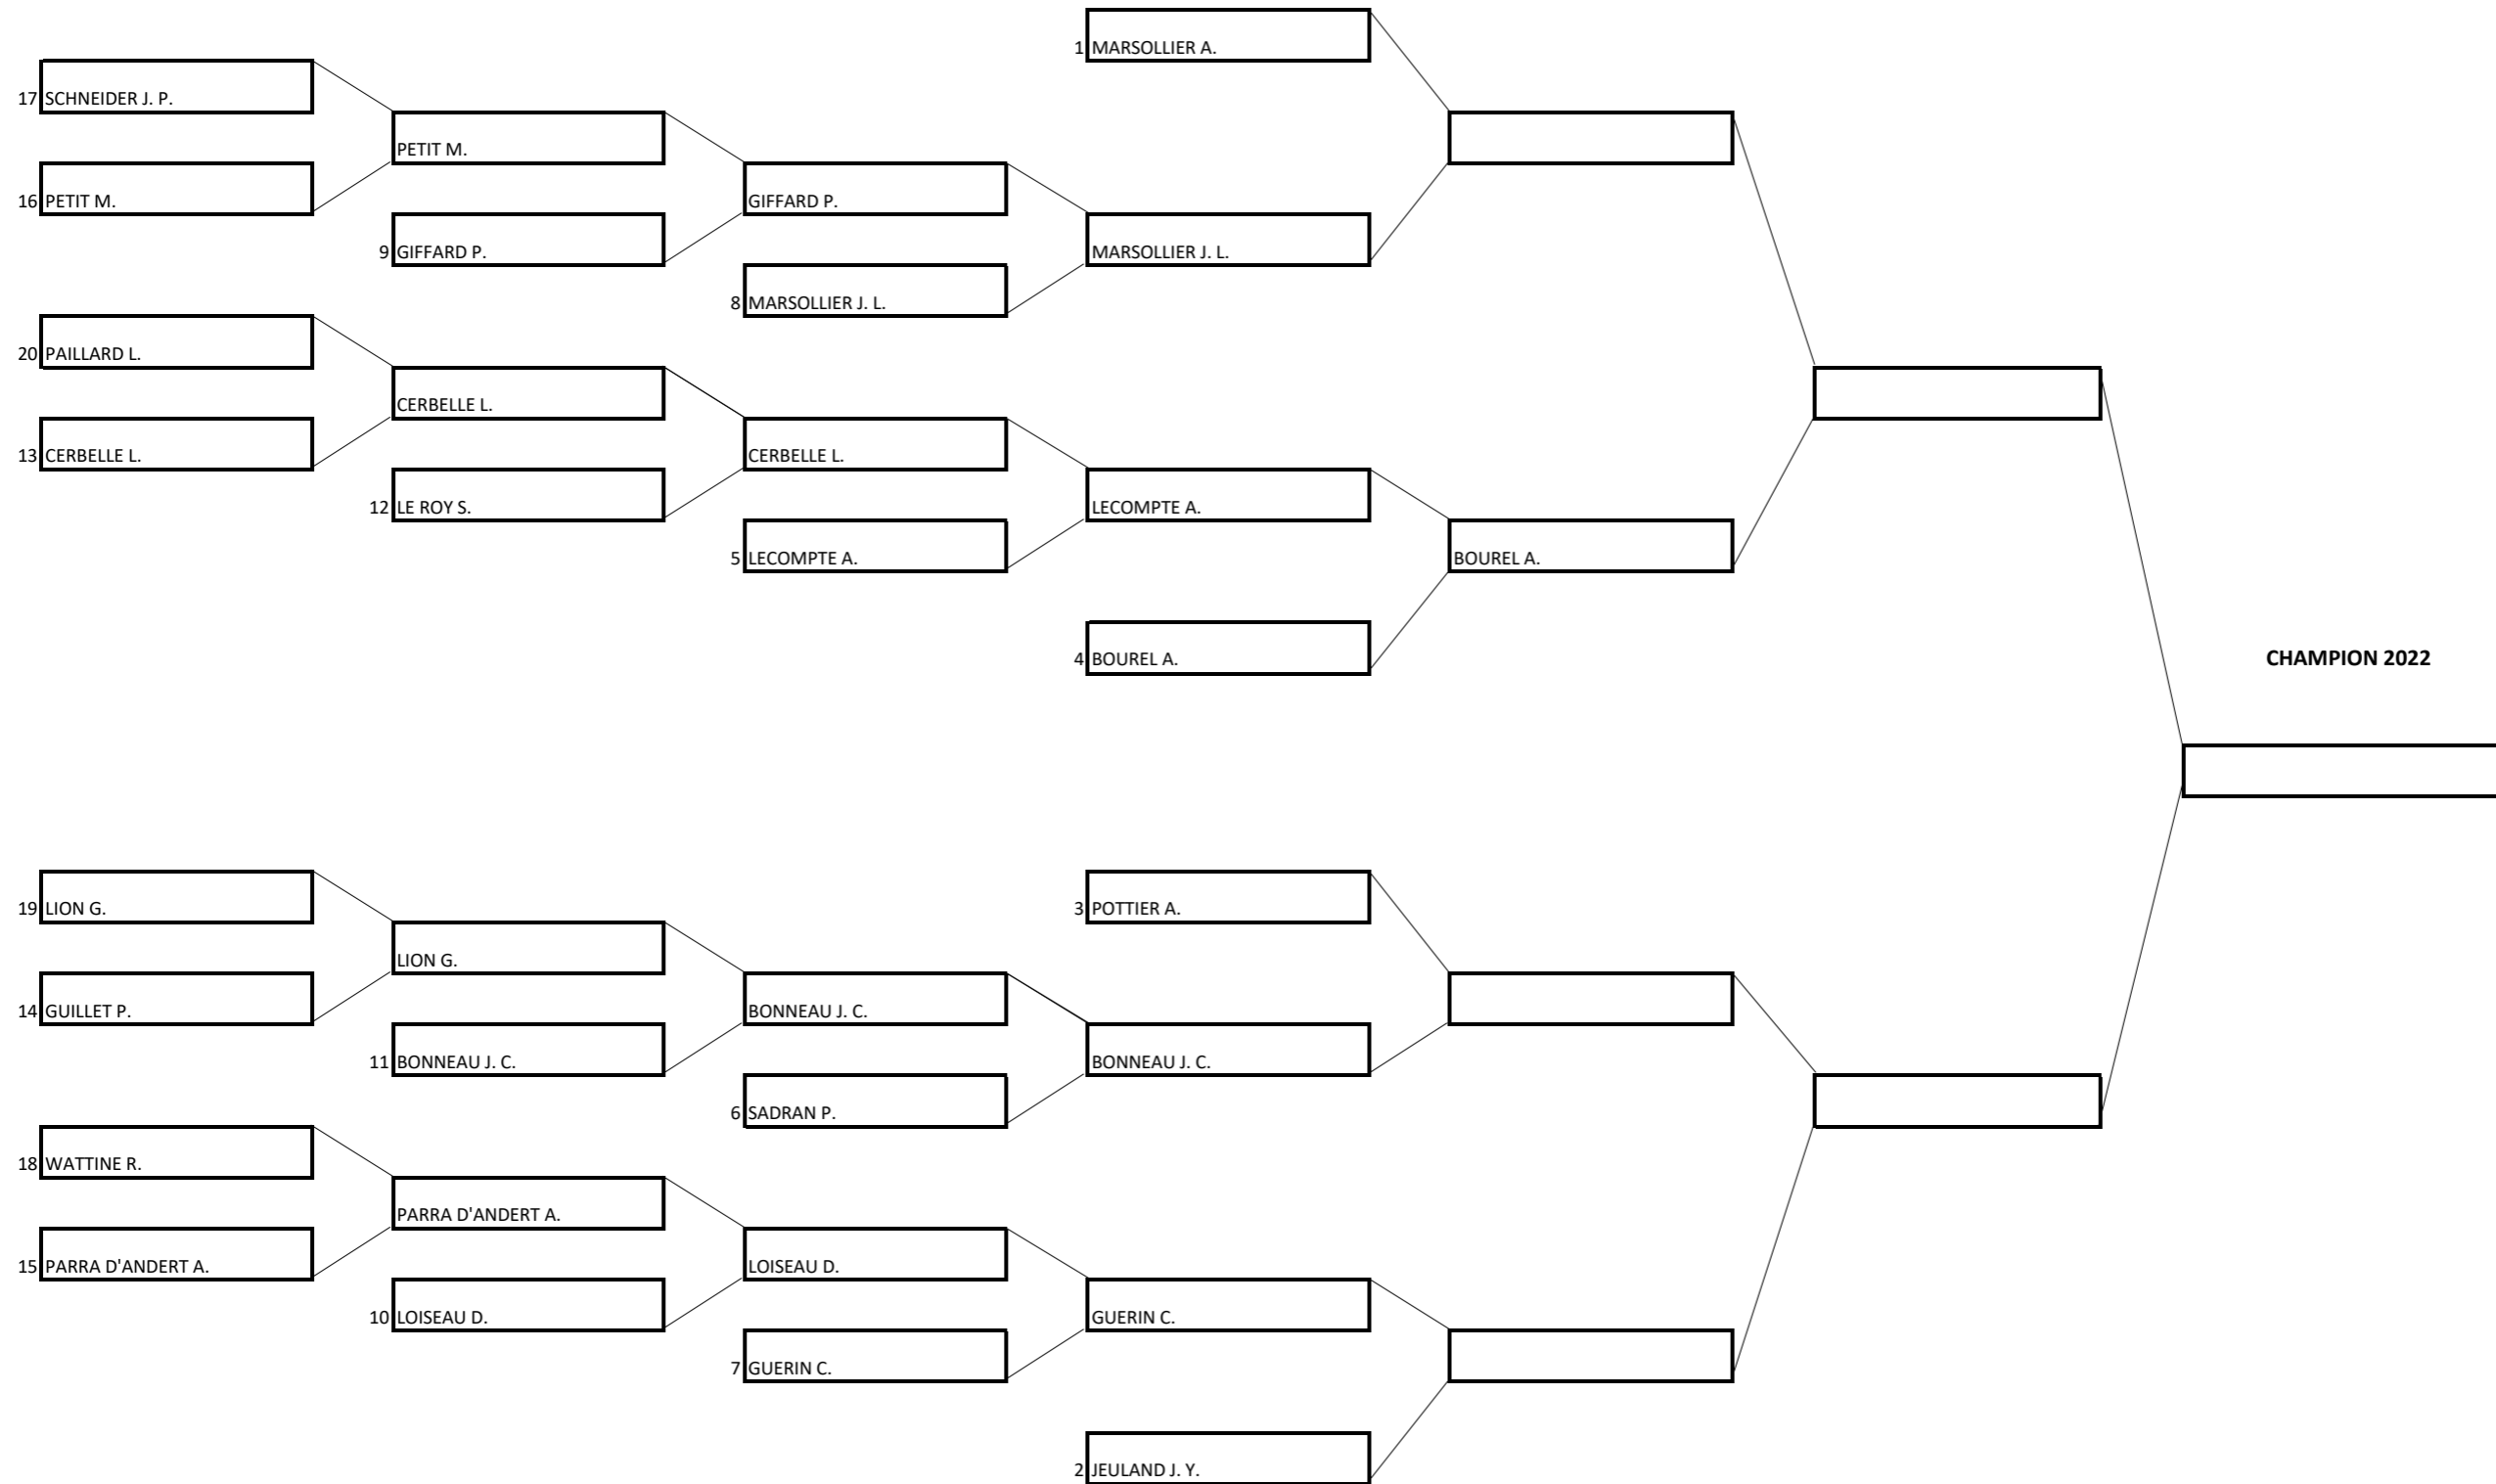 1 MARSOLLIER A.
17 SCHNEIDER J. P.
PETIT M.
16 PETIT M.
GIFFARD P.
9 GIFFARD P.
MARSOLLIER J. L.
8 MARSOLLIER J. L.
20 PAILLARD L.
CERBELLE L.
13 CERBELLE L.
CERBELLE L.
12 LE ROY S.
LECOMPTE A.
5 LECOMPTE A.
BOUREL A.
4 BOUREL A.
CHAMPION 2022
19 LION G.
3 POTTIER A.
LION G.
14 GUILLET P.
BONNEAU J. C.
11 BONNEAU J. C.
BONNEAU J. C.
6 SADRAN P.
18 WATTINE R.
PARRA D'ANDERT A.
15 PARRA D'ANDERT A.
LOISEAU D.
10 LOISEAU D.
GUERIN C.
7 GUERIN C.
2 JEULAND J. Y.